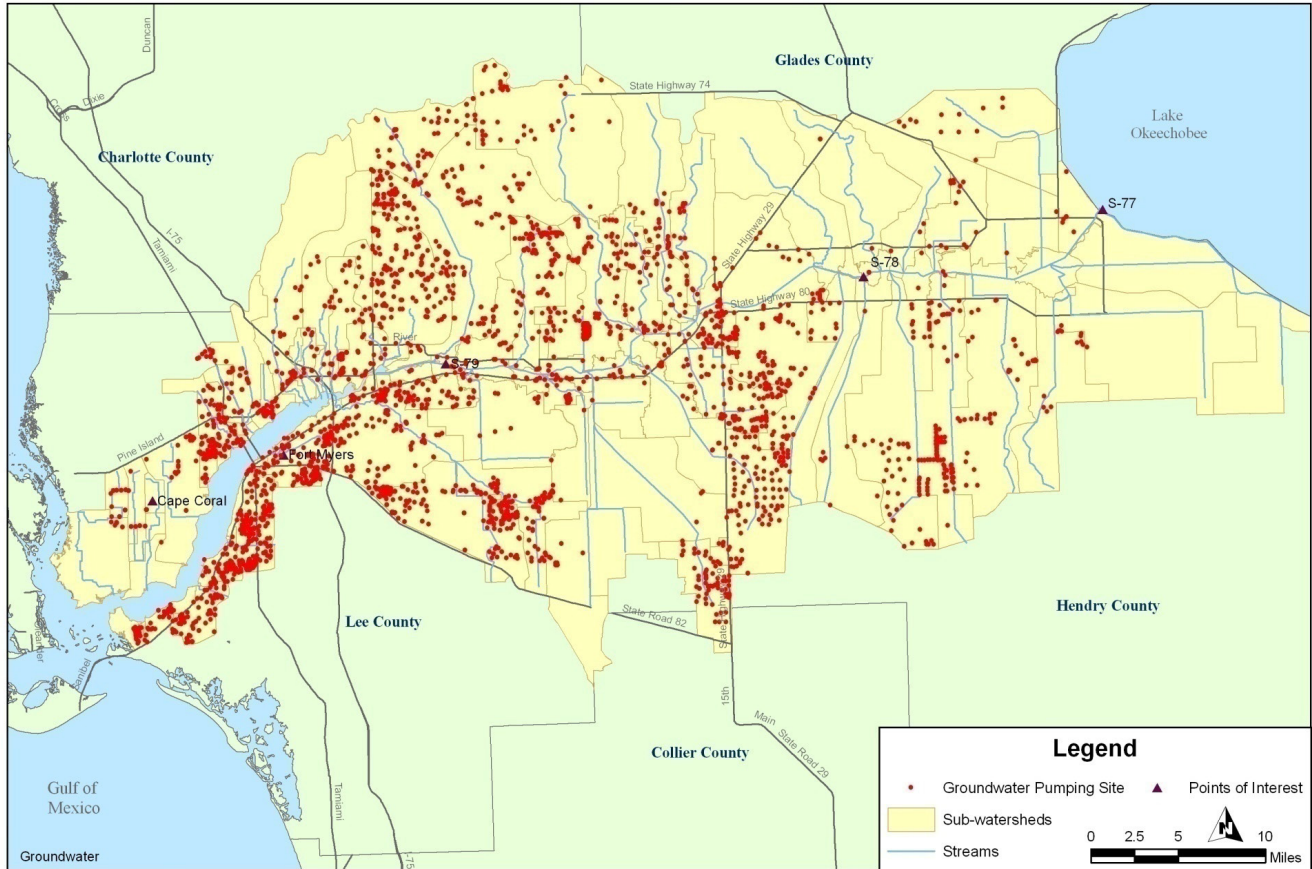 Duncan
Glades County
State Highway 74
Dixie
Lake
Okeechobee
Charlotte County
S-77
I-75
Tamiami
State Highway 29
S-78
State Highway 80
River
S-79
Pine Island
Fort Myers
Cape Coral
Lee County
State Road 82
Hendry County
Sanibel
15th
Main
State Road 29
Collier County
Gulf of
Mexico
Tamiami
I-75
Groundwater
Legend
Groundwater Pumping Site
Points of Interest
Sub-watersheds
Streams
N
0 2.5 5 10
Miles